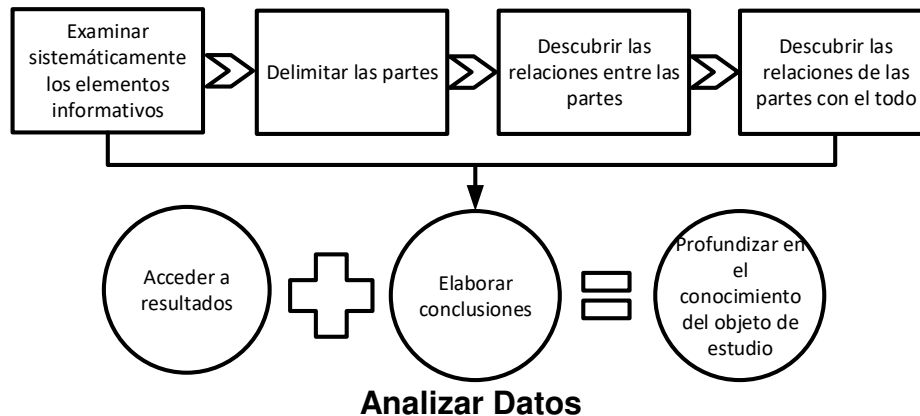 Examinar
sistemáticamente
los elementos
informativos
Delimitar las partes
Descubrir las
relaciones entre las
partes
Descubrir las
relaciones de las
partes con el todo
Acceder a
resultados
Elaborar
conclusiones
Profundizar en
el
conocimiento
del objeto de
estudio
Analizar Datos